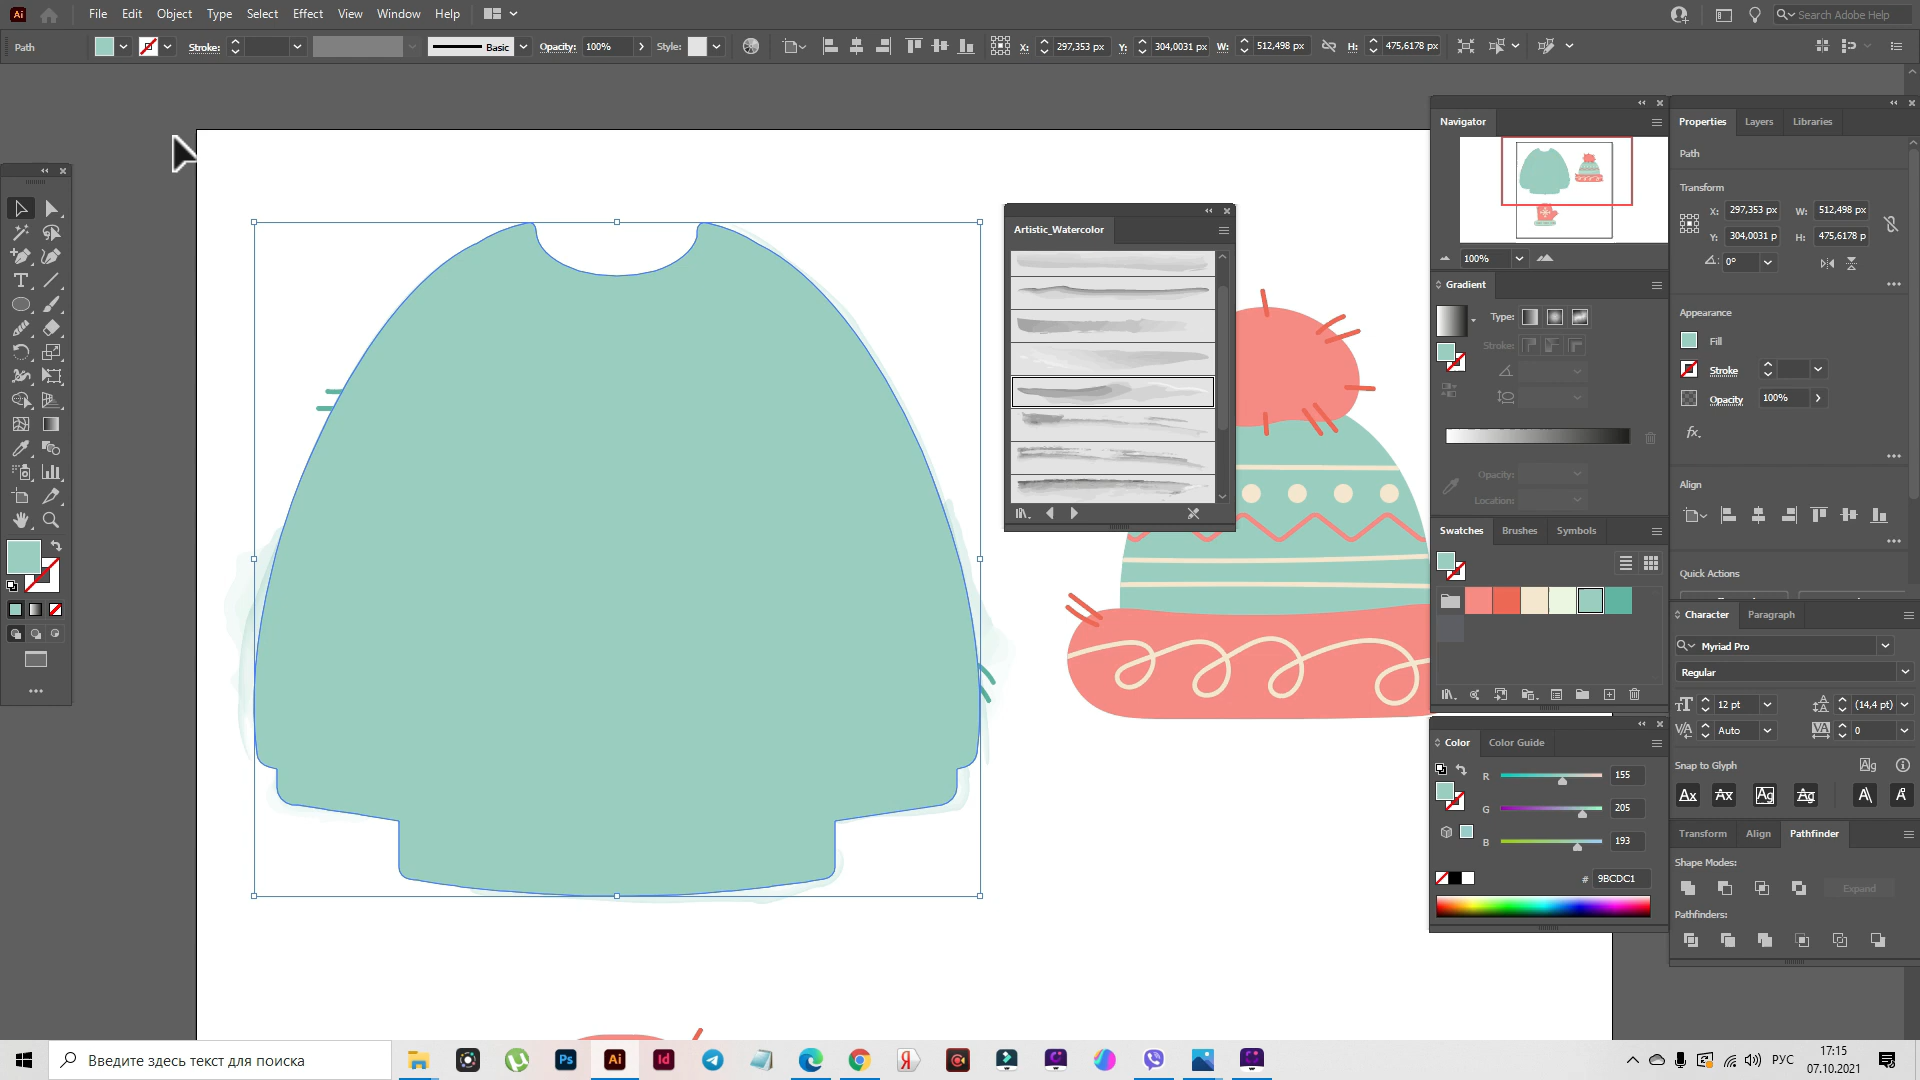 Ai File Edit Object Type Select Effect View Window Help Search Adobe Help
Path Stroke: Basic Opacity: 100% Style: X: 297,353 px Y: 304,0031 px W: 512,498 px H: 475,6178 px
Navigator
100%
Properties Layers Libraries
Path
Transform
X: 297,353 px W: 512,498 px
Y: 304,0031 p H: 475,6178 p
0°
Artistic_Watercolor
Gradient
Type:
Stroke:
Opacity:
Location:
Appearance
Fill
Stroke
Opacity 100%
fx.
Align
Quick Actions
Swatches Brushes Symbols
Character Paragraph
Myriad Pro
Regular
12 pt (14,4 pt)
Auto 0
Snap to Glyph
Color Color Guide
R 155
G 205
B 193
# 9BCDC1
Transform Align Pathfinder
Shape Modes:
Expand
Pathfinders:
Введите здесь текст для поиска
Ps Ai Id Я
РУС
17:15
07.10.2021